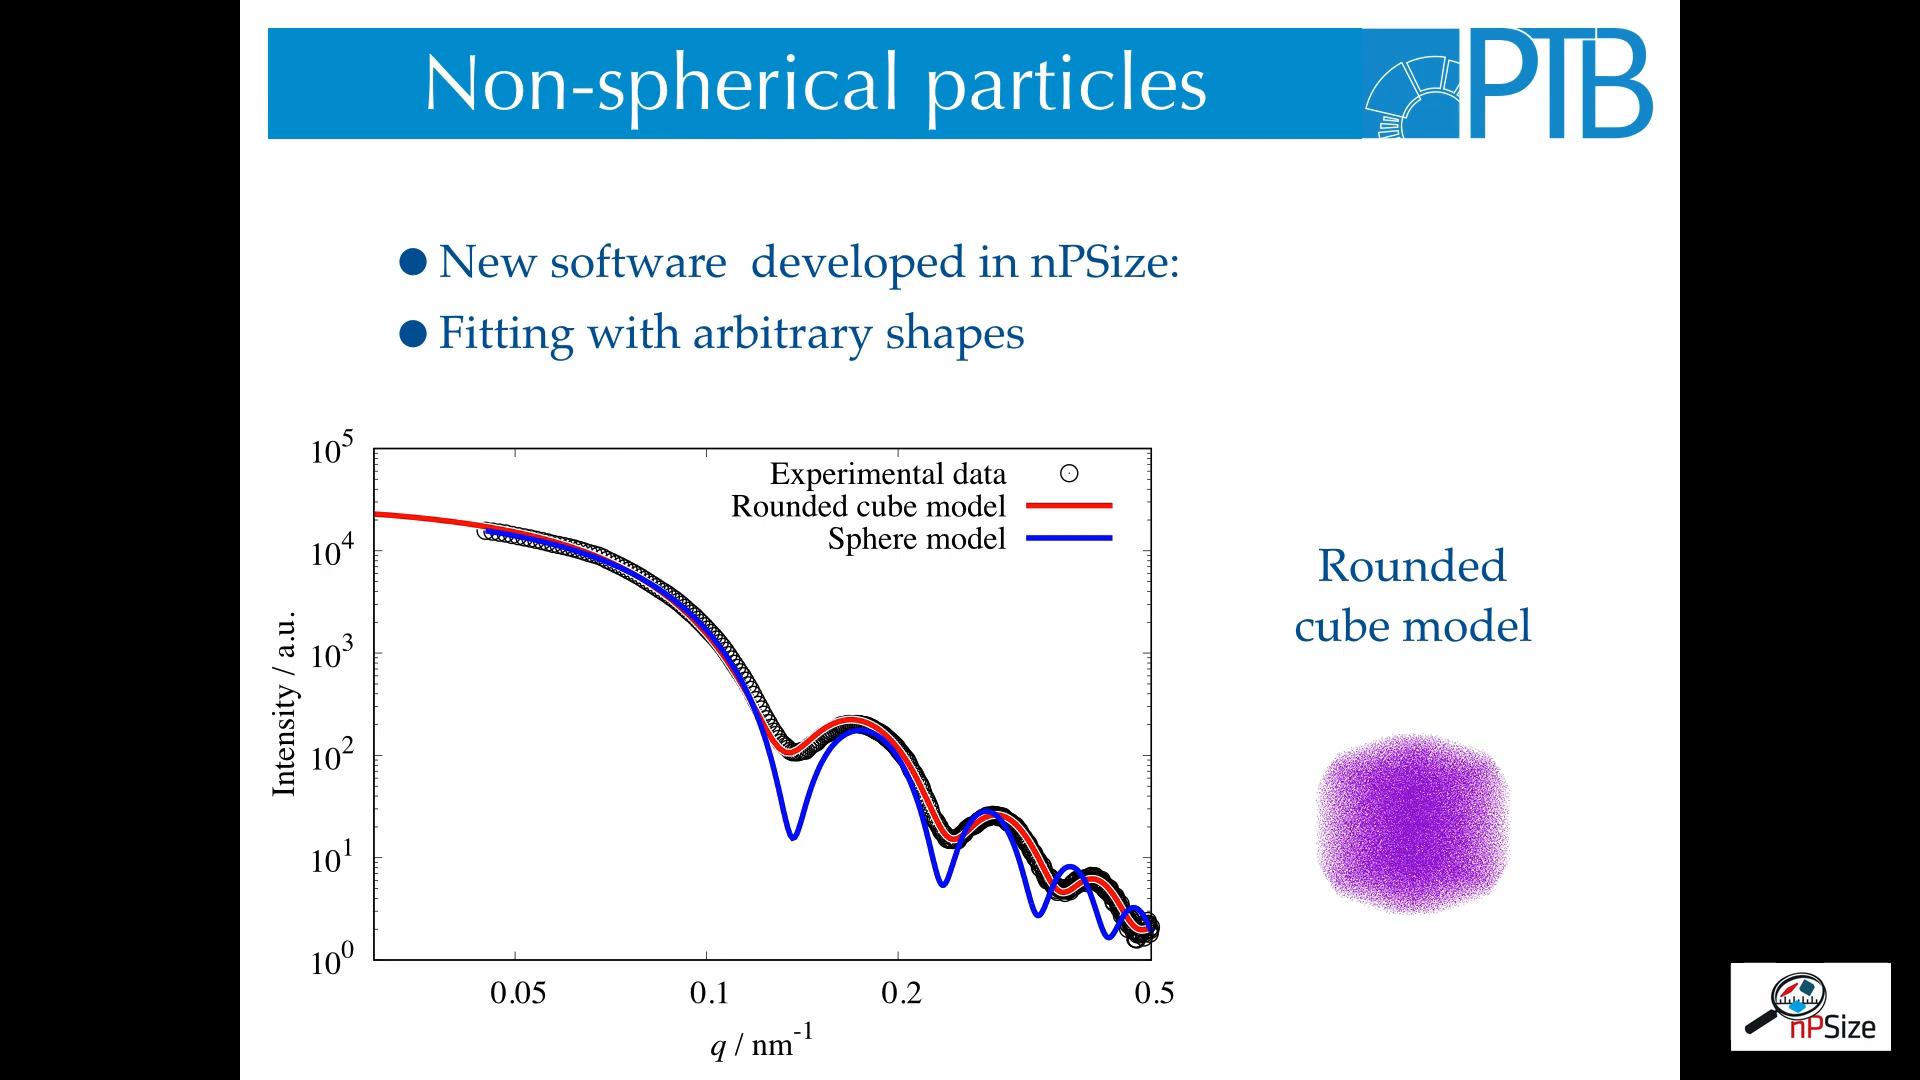 Non-spherical particles
PTB
New software developed in nPSize:
Fitting with arbitrary shapes
10^5
10^4
10^3
10^2
10^1
10^0
Intensity / a.u.
Experimental data
Rounded cube model
Sphere model
0.05
0.1
0.2
0.5
q / nm^-1
Rounded
cube model
nPSize